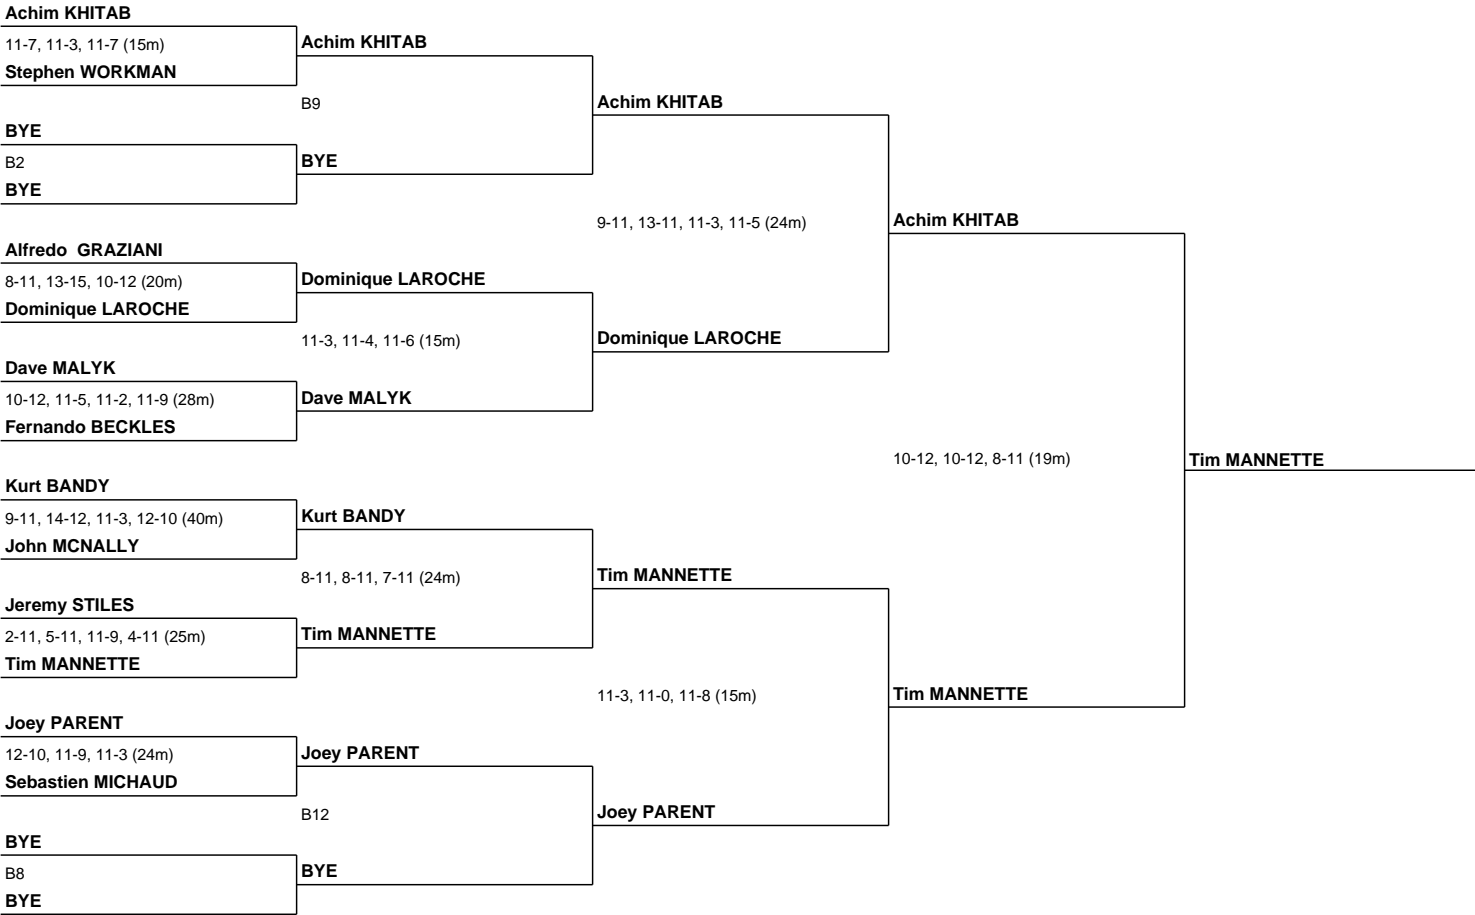 Achim KHITAB
11-7, 11-3, 11-7 (15m)
Stephen WORKMAN
BYE
B2
BYE
Alfredo  GRAZIANI
8-11, 13-15, 10-12 (20m)
Dominique LAROCHE
Dave MALYK
10-12, 11-5, 11-2, 11-9 (28m)
Fernando BECKLES
Kurt BANDY
9-11, 14-12, 11-3, 12-10 (40m)
John MCNALLY
Jeremy STILES
2-11, 5-11, 11-9, 4-11 (25m)
Tim MANNETTE
Joey PARENT
12-10, 11-9, 11-3 (24m)
Sebastien MICHAUD
BYE
B8
BYE
Achim KHITAB
B9
BYE
Dominique LAROCHE
11-3, 11-4, 11-6 (15m)
Dave MALYK
Kurt BANDY
8-11, 8-11, 7-11 (24m)
Tim MANNETTE
Joey PARENT
B12
BYE
Achim KHITAB
9-11, 13-11, 11-3, 11-5 (24m)
Dominique LAROCHE
Tim MANNETTE
11-3, 11-0, 11-8 (15m)
Joey PARENT
Achim KHITAB
10-12, 10-12, 8-11 (19m)
Tim MANNETTE
Tim MANNETTE